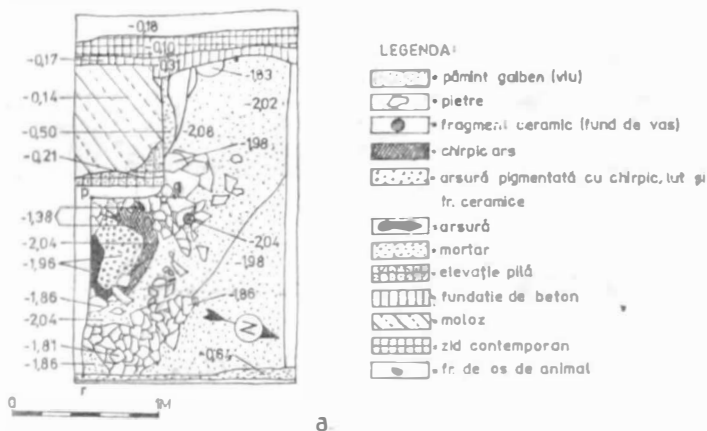 -0,18
-0,10
-0,17
-0,31
-1,83
-0,14
-2,02
-0,50
-2,08
-1,98
-0,21
p
q
-1,38
-2,04
-2,04
-1,96
-1,98
-1,86
-1,86
-2,04
N
-1,81
-0,64
-1,86
r
0
1M
a
LEGENDA:
pămînt galben (viu)
pietre
fragment ceramic (fund de vas)
chirpic ars
arsură pigmentată cu chirpic, lut și
fr. ceramice
arsură
mortar
elevație pilă
fundatie de beton
moloz
zid contemporan
fr. de os de animal